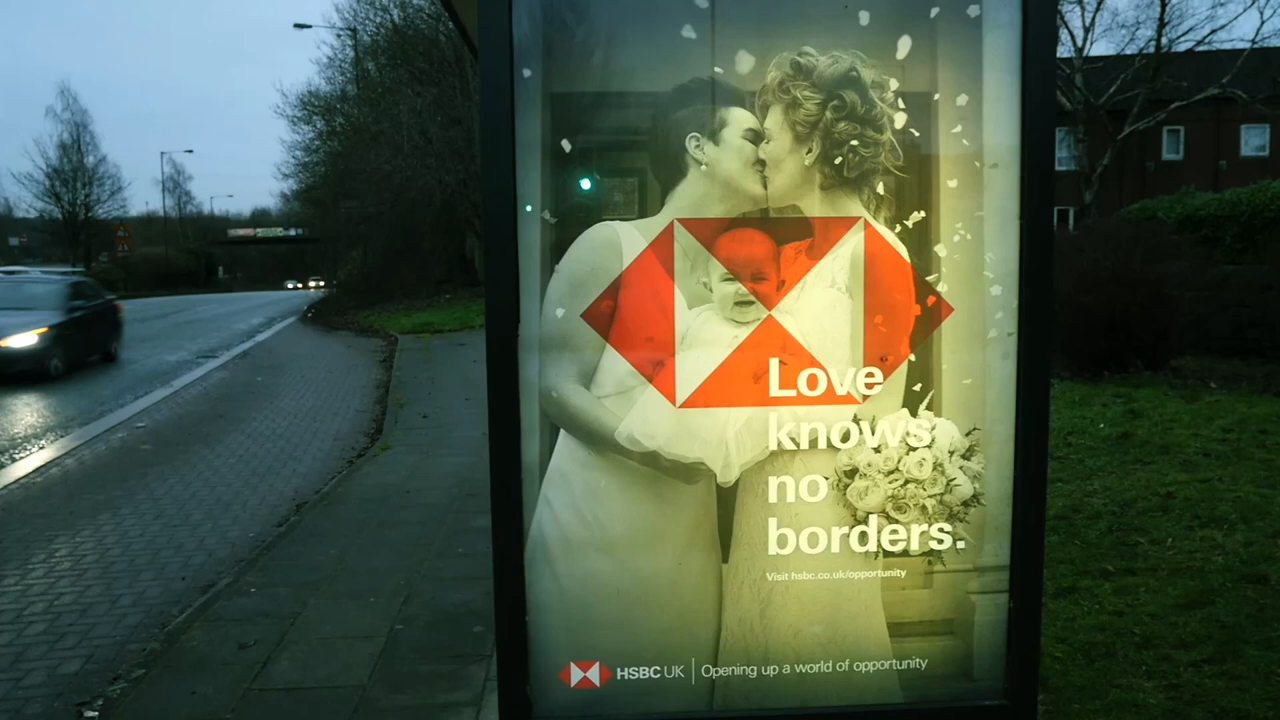 Love
knows
no
borders.
Visit hsbc.co.uk/opportunity
HSBC UK | Opening up a world of opportunity